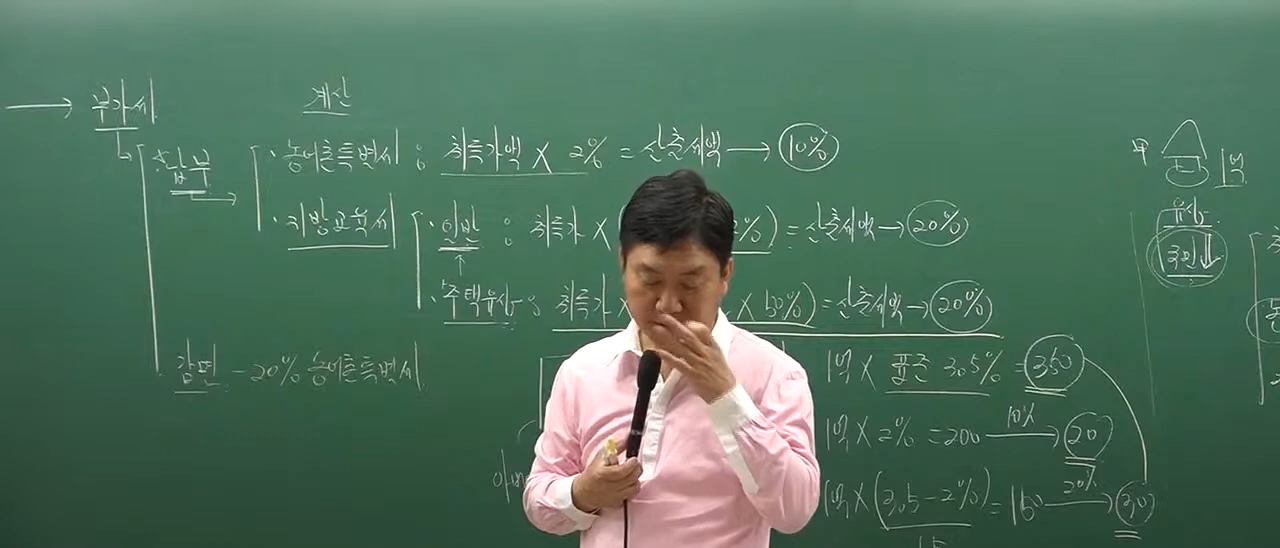 → 부가세
계산
납부
농어촌특별세 : 취득가액 × 2% = 산출세액 → 10%
지방교육세
일반 : 취득가 × 2%) = 산출세액 → 20%
주택유상 : 취득가 × × 50%) = 산출세액 → 20%
감면 - 20% 농어촌특별세
1억 × 표준 3.5% = 350
1억 × 2% = 200 10% → 20
1억 × (3.5 - 2%) = 150 20% → 30
1.5
甲
1억
유상